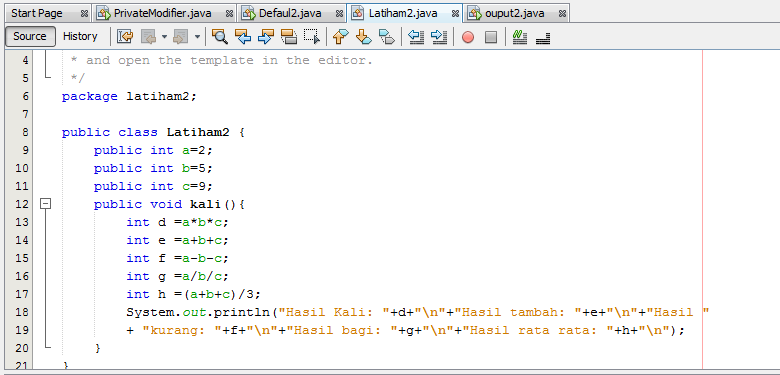 Start Page PrivateModifier.java Defaul2.java Latiham2.java ouput2.java
Source History
4 * and open the template in the editor.
5 */
6 package latiham2;
7
8 public class Latiham2 {
9 public int a=2;
10 public int b=5;
11 public int c=9;
12 public void kali(){
13 int d =a*b*c;
14 int e =a+b+c;
15 int f =a-b-c;
16 int g =a/b/c;
17 int h =(a+b+c)/3;
18 System.out.println("Hasil Kali: "+d+"\n"+"Hasil tambah: "+e+"\n"+"Hasil "
19 + "kurang: "+f+"\n"+"Hasil bagi: "+g+"\n"+"Hasil rata rata: "+h+"\n");
20 }
21 }